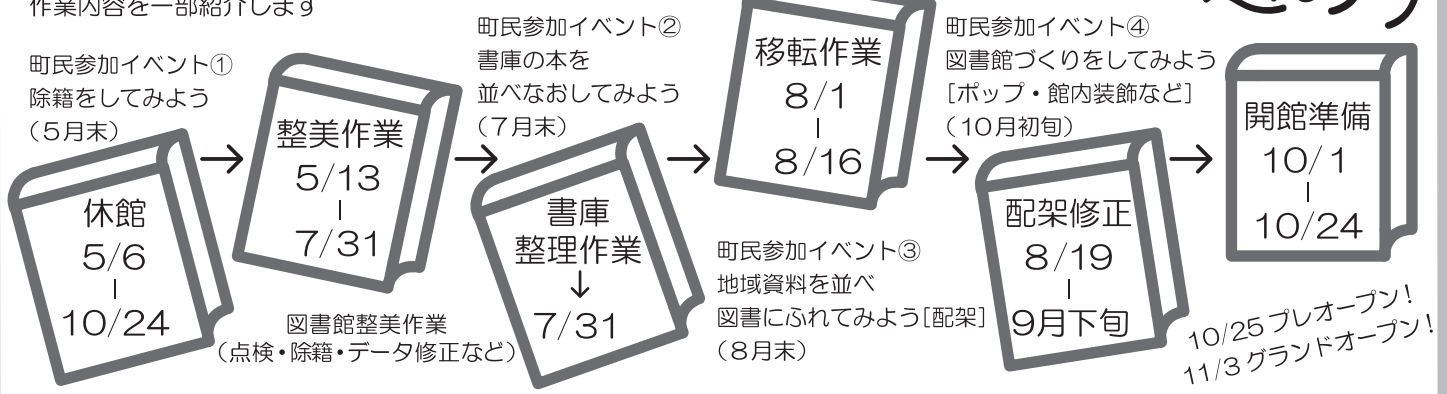 作業内容を一部紹介します
町民参加イベント①
除籍をしてみよう
（5月末）
休館
5/6
|
10/24
整美作業
5/13
|
7/31
図書館整美作業
（点検・除籍・データ修正など）
町民参加イベント②
書庫の本を
並べなおしてみよう
（7月末）
書庫
整理作業
↓
7/31
移転作業
8/1
|
8/16
町民参加イベント③
地域資料を並べ
図書にふれてみよう［配架］
（8月末）
町民参加イベント④
図書館づくりをしてみよう
［ポップ・館内装飾など］
（10月初旬）
配架修正
8/19
|
9月下旬
開館準備
10/1
|
10/24
10/25 プレオープン！
11/3 グランドオープン！